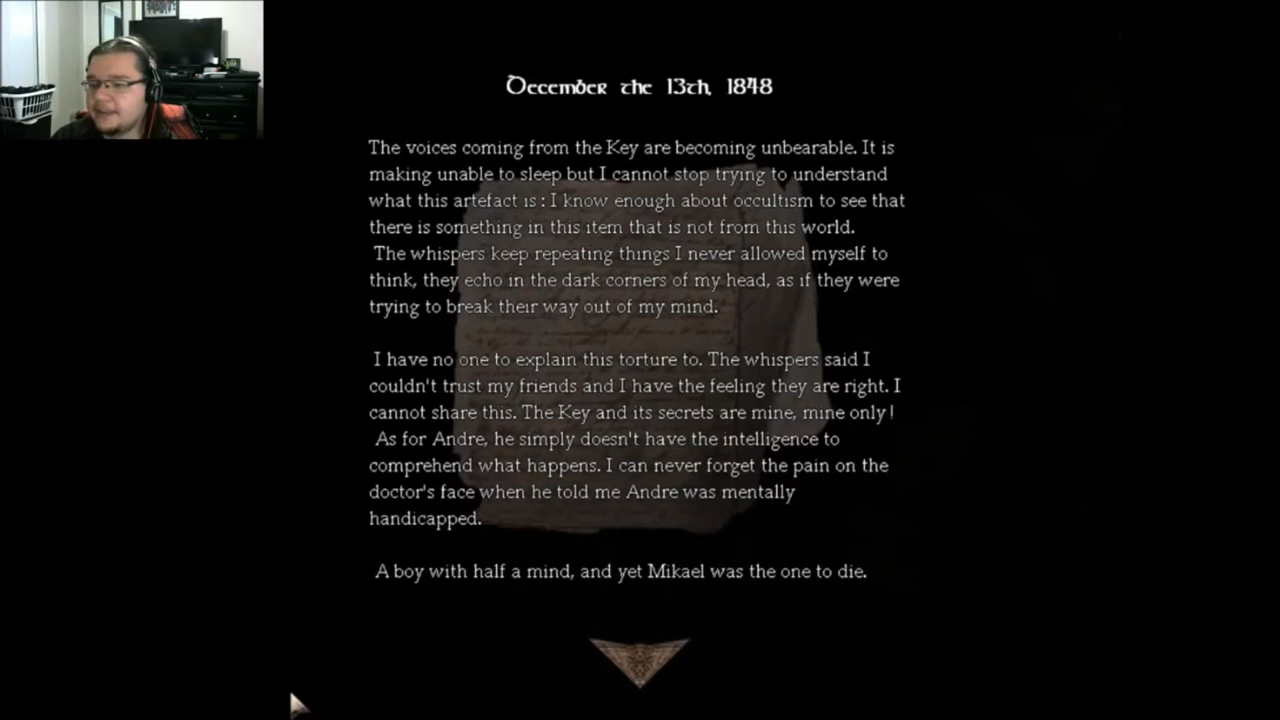 December the 13th, 1848
The voices coming from the Key are becoming unbearable. It is
making unable to sleep but I cannot stop trying to understand
what this artefact is : I know enough about occultism to see that
there is something in this item that is not from this world.
The whispers keep repeating things I never allowed myself to
think, they echo in the dark corners of my head, as if they were
trying to break their way out of my mind.
I have no one to explain this torture to. The whispers said I
couldn't trust my friends and I have the feeling they are right. I
cannot share this. The Key and its secrets are mine, mine only !
As for Andre, he simply doesn't have the intelligence to
comprehend what happens. I can never forget the pain on the
doctor's face when he told me Andre was mentally
handicapped.
A boy with half a mind, and yet Mikael was the one to die.